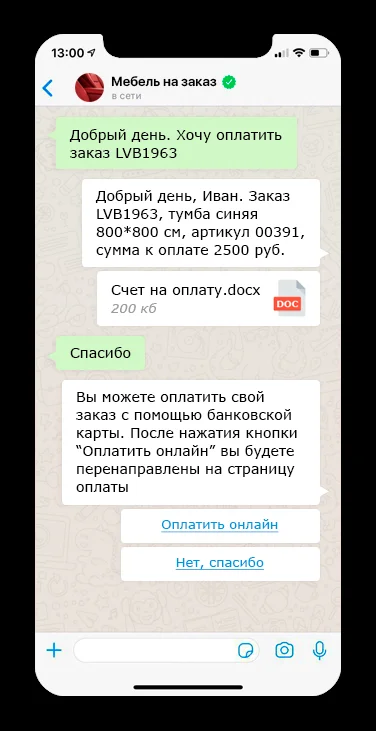 13:00
Мебель на заказ
в сети
Добрый день. Хочу оплатить
заказ LVB1963
Добрый день, Иван. Заказ
LVB1963, тумба синяя
800*800 см, артикул 00391,
сумма к оплате 2500 руб.
Счет на оплату.docx
200 кб
DOC
Спасибо
Вы можете оплатить свой
заказ с помощью банковской
карты. После нажатия кнопки
“Оплатить онлайн” вы будете
перенаправлены на страницу
оплаты
Оплатить онлайн
Нет, спасибо